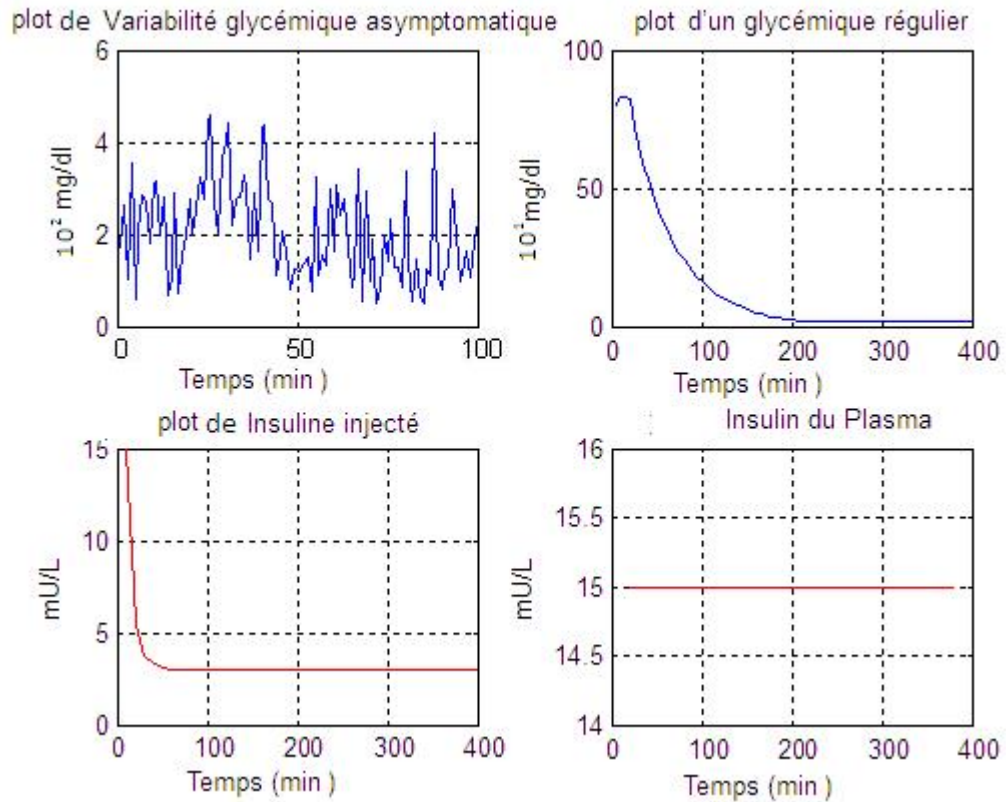 plot de Variabilité glycémique asymptomatique
6
4
2
0
10² mg/dl
0 50 100
Temps (min )
plot d'un glycémique régulier
100
50
0
10¹mg/dl
0 100 200 300 400
Temps (min )
plot de Insuline injecté
15
10
5
0
mU/L
0 100 200 300 400
Temps (min )
Insulin du Plasma
16
15.5
15
14.5
14
mU/L
0 100 200 300 400
Temps (min )